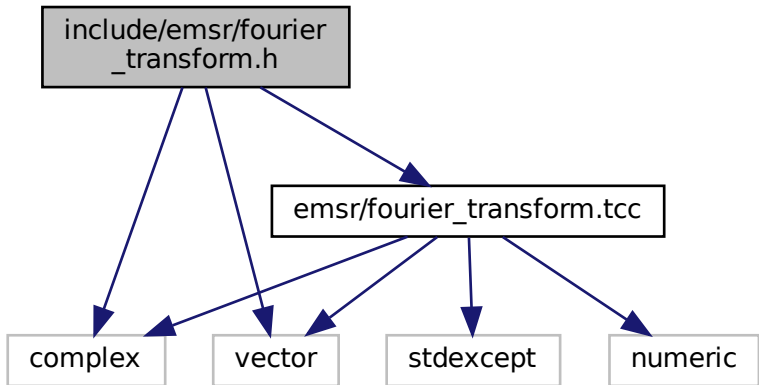 include/emsr/fourier
_transform.h
emsr/fourier_transform.tcc
complex
vector
stdexcept
numeric